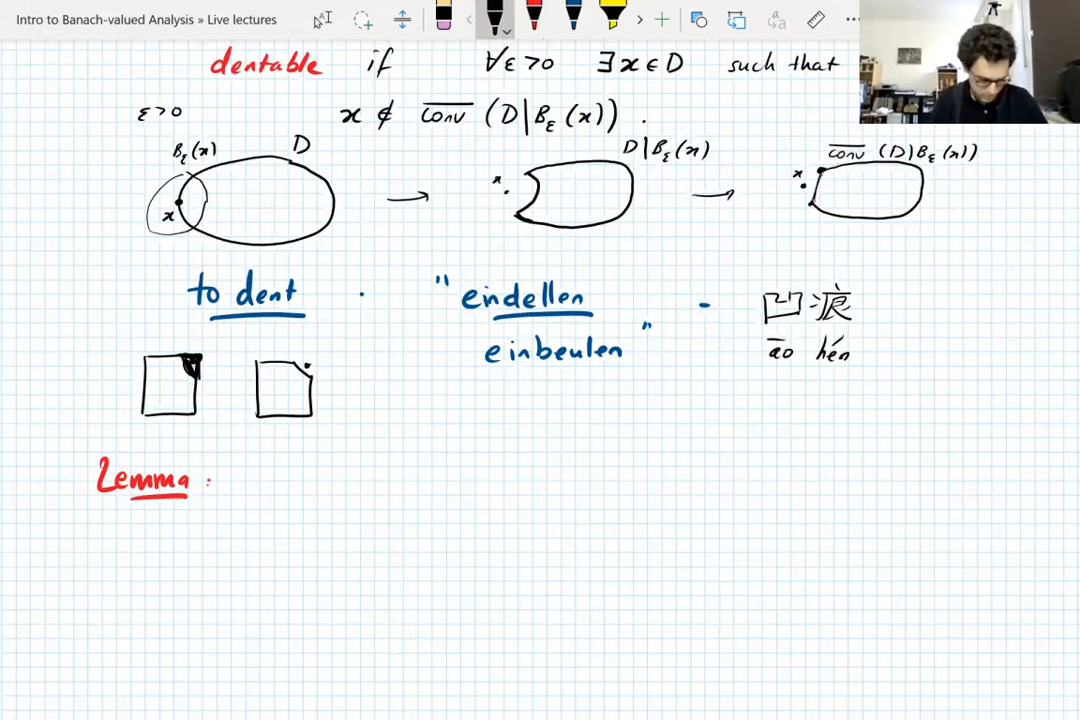 Intro to Banach-valued Analysis » Live lectures
dentable if ∀ε>0 ∃x∈D such that
ε>0 x ∉ conv (D|B_ε(x)).
B_ε(x) D D|B_ε(x) conv (D|B_ε(x))
x x x
to dent · "eindellen - 凹痕
einbeulen" āo hén
Lemma: